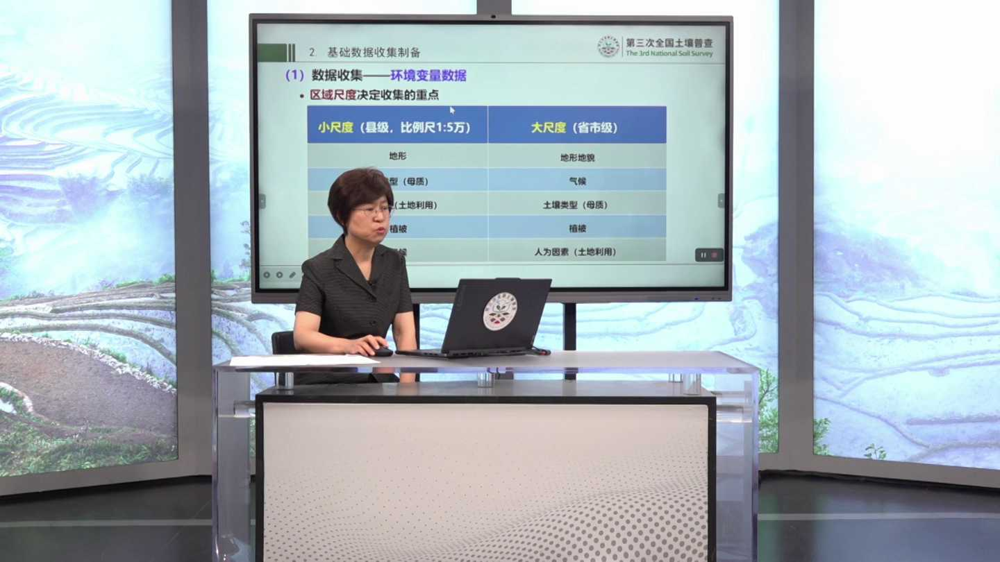 2. 基础数据收集制备
第三次全国土壤普查
The 3rd National Soil Survey
（1）数据收集——环境变量数据
• 区域尺度决定收集的重点
小尺度（县级，比例尺1:5万） 大尺度（省市级）
地形 地形地貌
型（母质） 气候
（土地利用） 土壤类型（母质）
植被 植被
候 人为因素（土地利用）